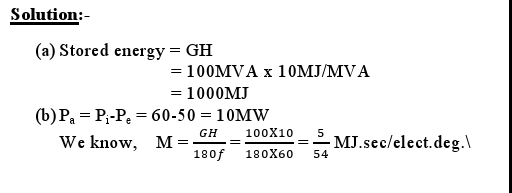 Solution:-
(a) Stored energy = GH
= 100MVA x 10MJ/MVA
= 1000MJ
(b) Pₐ = Pᵢ-Pₑ = 60-50 = 10MW
We know, M = GH/180f = 100X10/180X60 = 5/54 MJ.sec/elect.deg.\